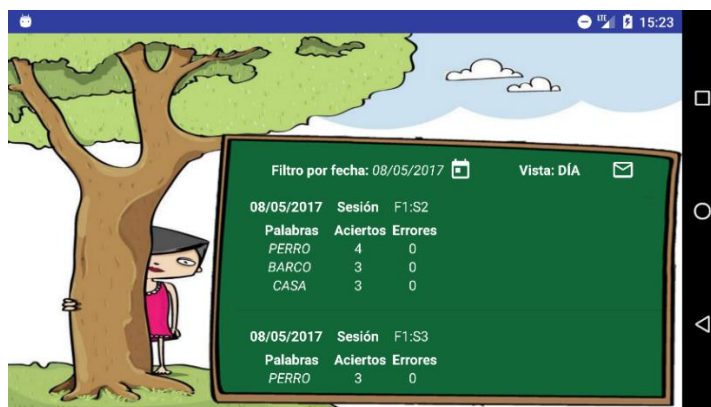 LTE 15:23
Filtro por fecha: 08/05/2017 Vista: DÍA
08/05/2017 Sesión F1:S2
Palabras Aciertos Errores
PERRO 4 0
BARCO 3 0
CASA 3 0
08/05/2017 Sesión F1:S3
Palabras Aciertos Errores
PERRO 3 0